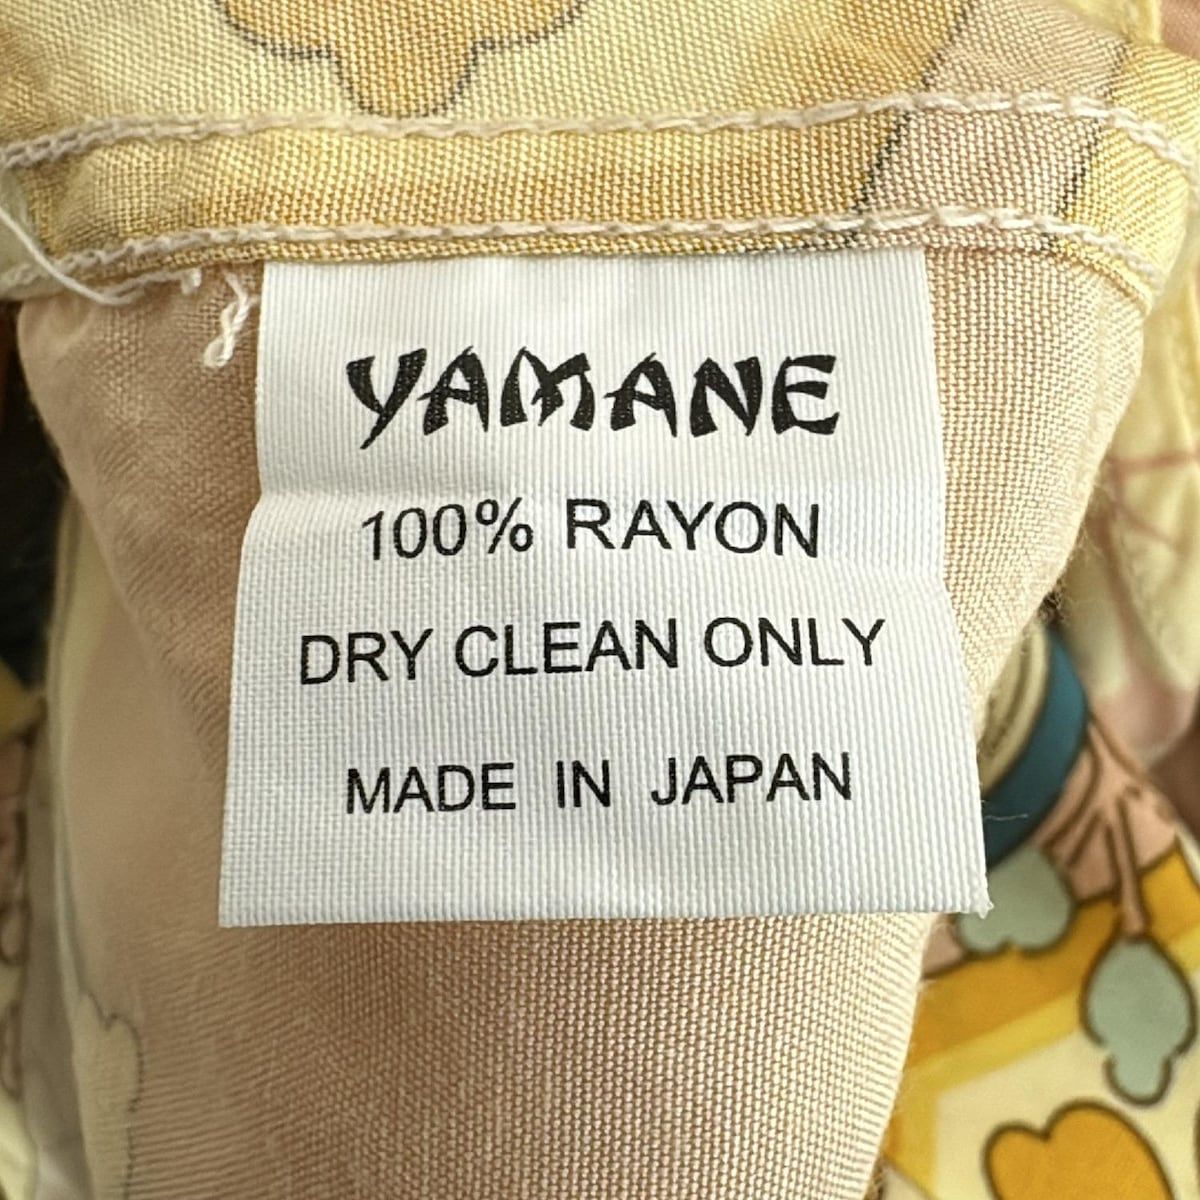 YAMANE
100% RAYON
DRY CLEAN ONLY
MADE IN JAPAN